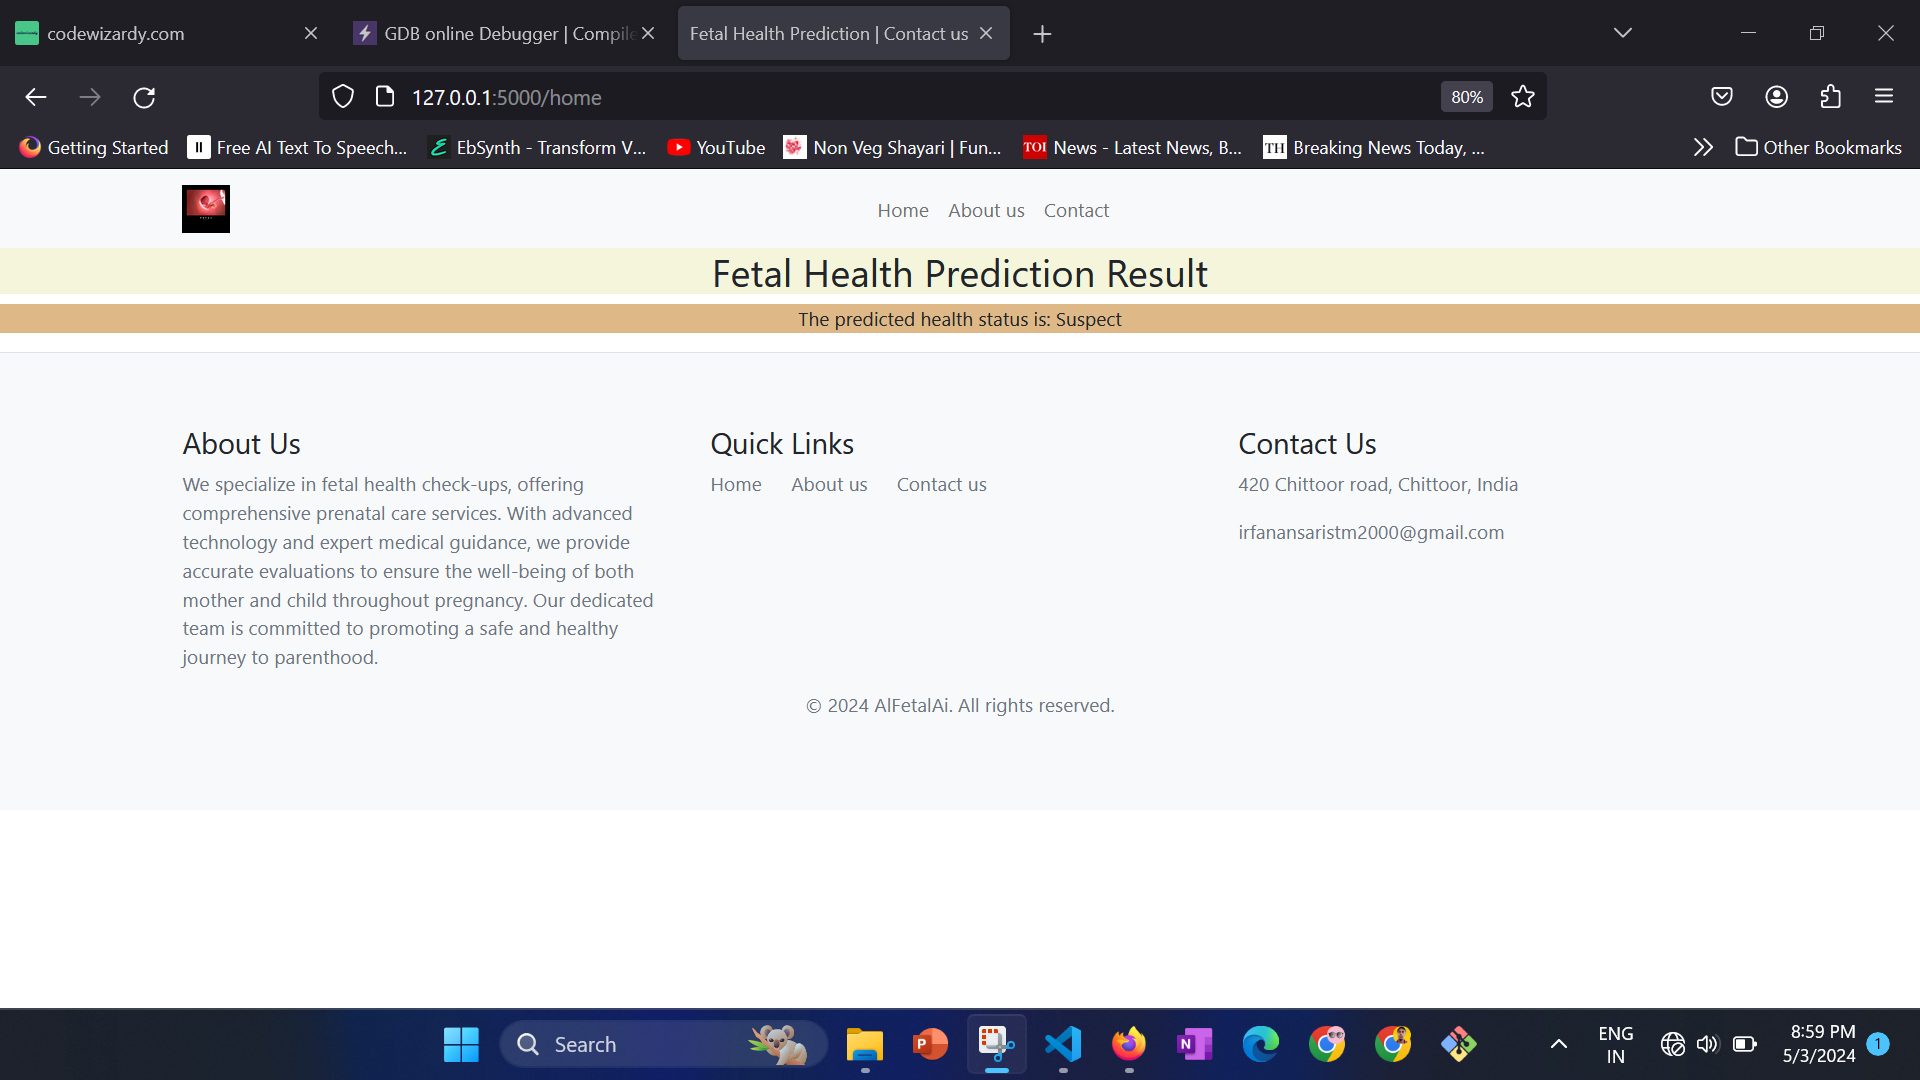 codewizardy.com
GDB online Debugger | Compile
Fetal Health Prediction | Contact us
127.0.0.1:5000/home
80%
Getting Started
Free AI Text To Speech...
EbSynth - Transform V...
YouTube
Non Veg Shayari | Fun...
TOI
News - Latest News, B...
TH
Breaking News Today, ...
Other Bookmarks
Home About us Contact
Fetal Health Prediction Result
The predicted health status is: Suspect
About Us
We specialize in fetal health check-ups, offering
comprehensive prenatal care services. With advanced
technology and expert medical guidance, we provide
accurate evaluations to ensure the well-being of both
mother and child throughout pregnancy. Our dedicated
team is committed to promoting a safe and healthy
journey to parenthood.
Quick Links
Home About us Contact us
Contact Us
420 Chittoor road, Chittoor, India
irfanansaristm2000@gmail.com
© 2024 AlFetalAi. All rights reserved.
Search
P
N
ENG
IN
8:59 PM
5/3/2024
1